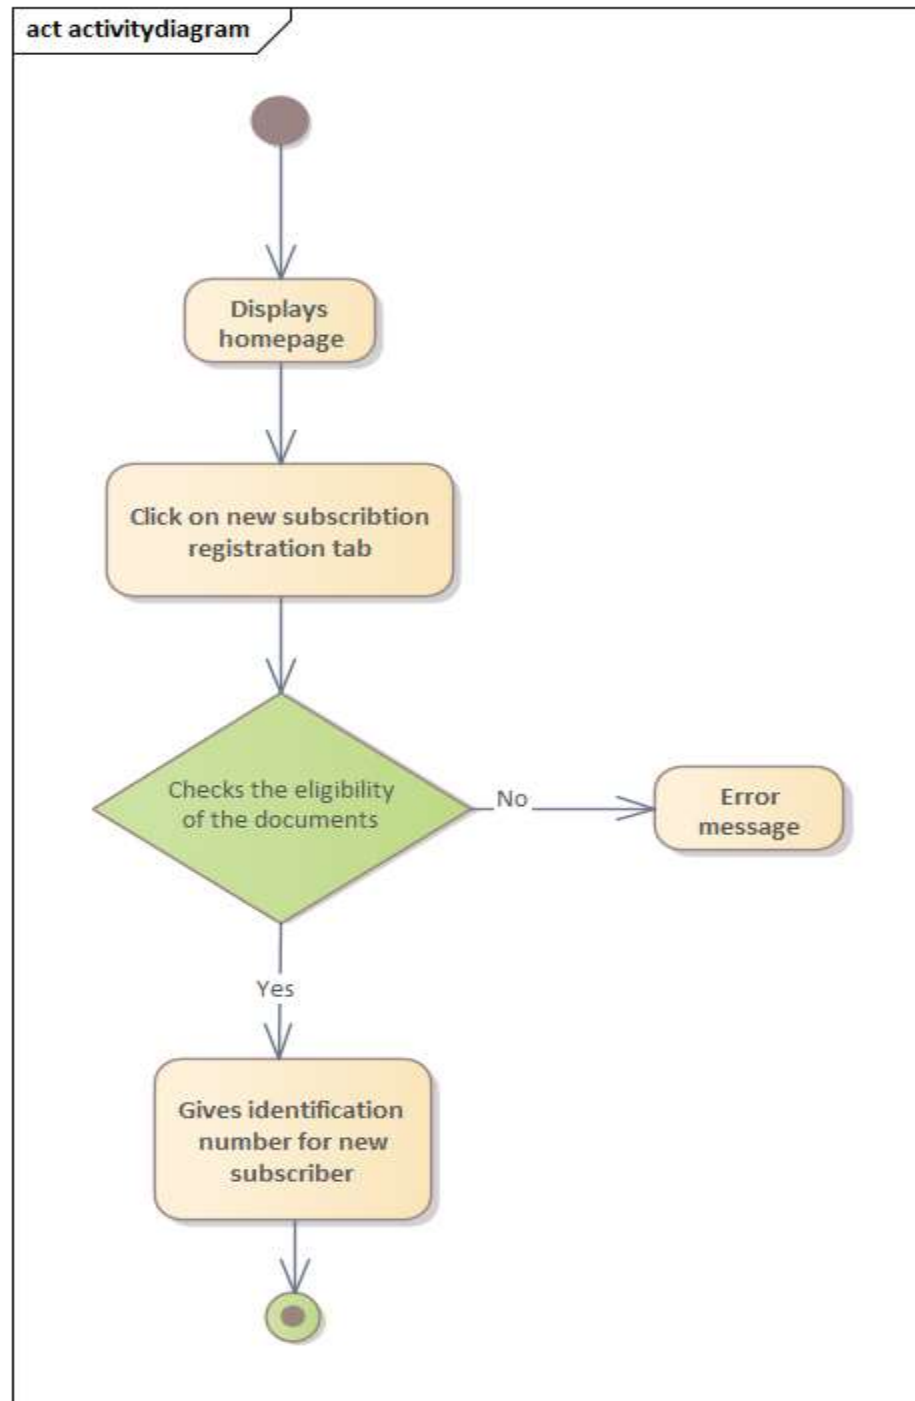 act activitydiagram
Displays
homepage
Click on new subscribtion
registration tab
Checks the eligibility
of the documents
No
Error
message
Yes
Gives identification
number for new
subscriber